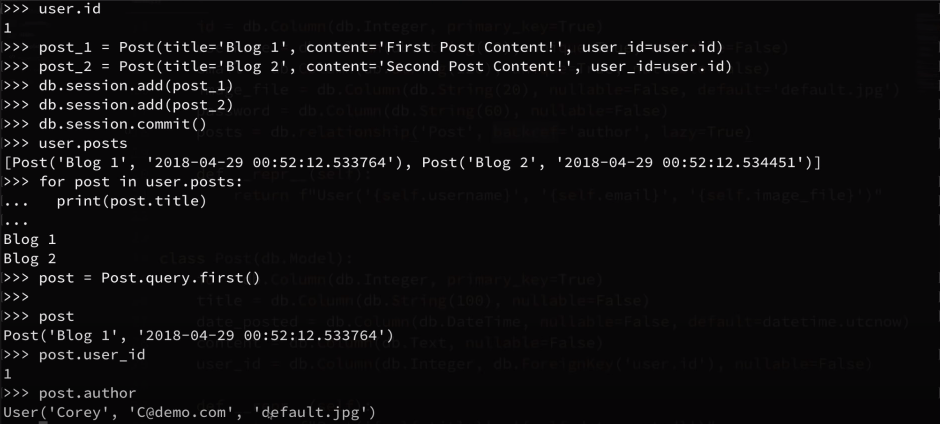 >>> user.id
1
>>> post_1 = Post(title='Blog 1', content='First Post Content!', user_id=user.id)
>>> post_2 = Post(title='Blog 2', content='Second Post Content!', user_id=user.id)
>>> db.session.add(post_1)
>>> db.session.add(post_2)
>>> db.session.commit()
>>> user.posts
[Post('Blog 1', '2018-04-29 00:52:12.533764'), Post('Blog 2', '2018-04-29 00:52:12.534451')]
>>> for post in user.posts:
...   print(post.title)
...
Blog 1
Blog 2
>>> post = Post.query.first()
>>>
>>> post
Post('Blog 1', '2018-04-29 00:52:12.533764')
>>> post.user_id
1
>>> post.author
User('Corey', 'C@demo.com', 'default.jpg')